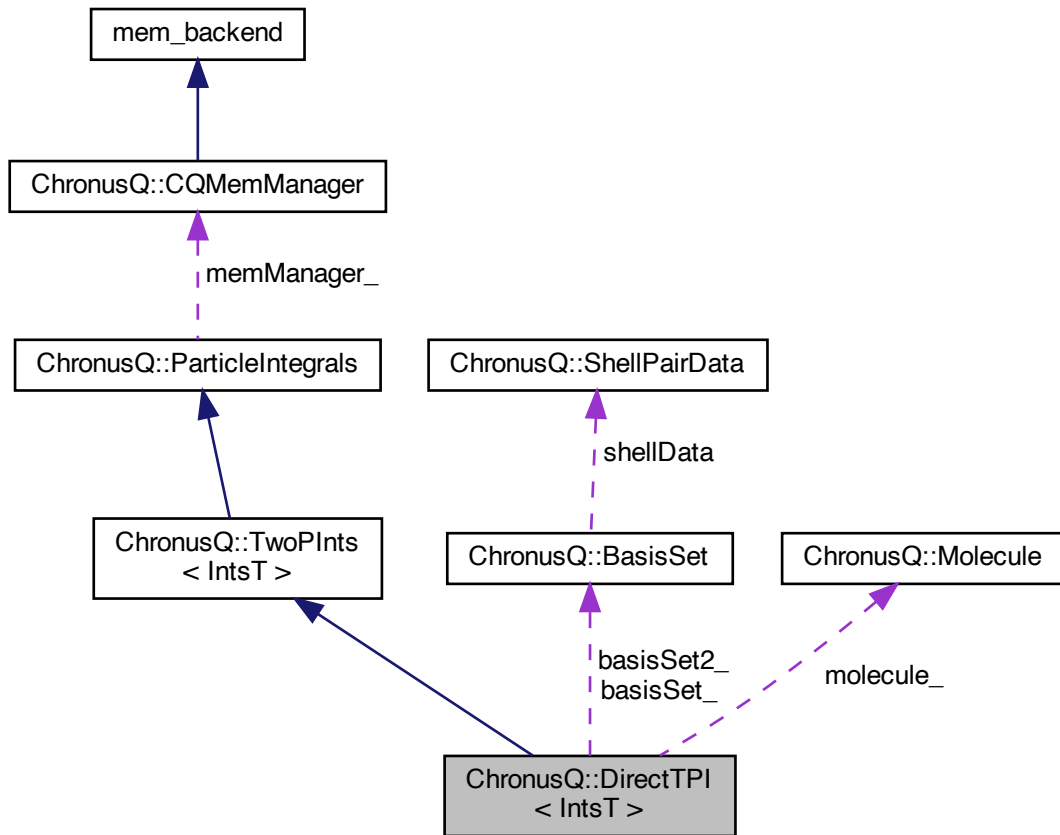 mem_backend
ChronusQ::CQMemManager
memManager_
ChronusQ::ParticleIntegrals
ChronusQ::ShellPairData
shellData
ChronusQ::TwoPInts
< IntsT >
ChronusQ::BasisSet
ChronusQ::Molecule
basisSet2_
basisSet_
molecule_
ChronusQ::DirectTPI
< IntsT >